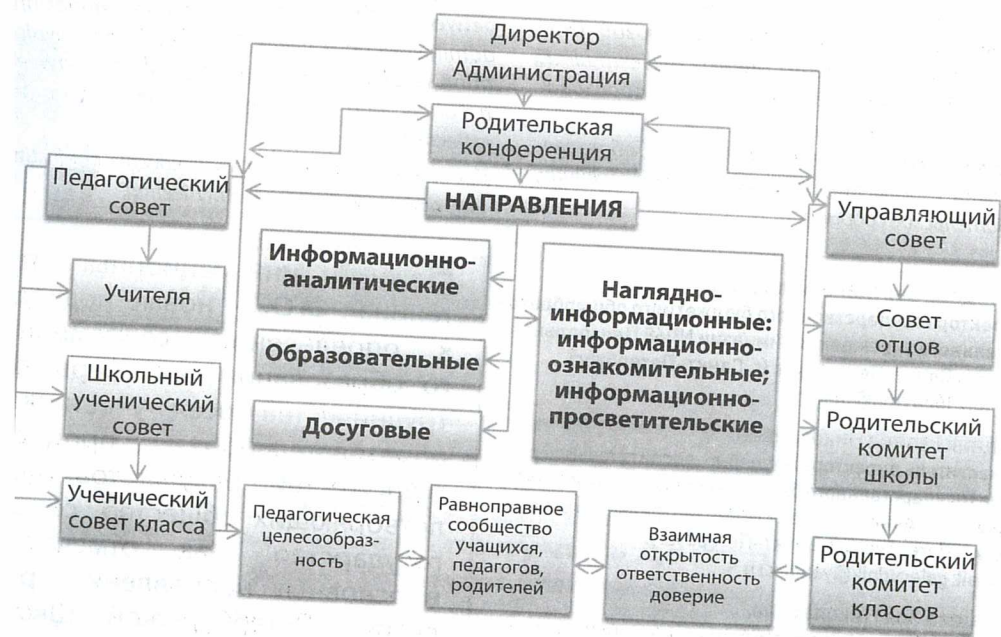 Директор
Администрация
Родительская
конференция
НАПРАВЛЕНИЯ
Педагогический
совет
Учителя
Школьный
ученический
совет
Ученический
совет класса
Информационно-
аналитические
Образовательные
Досуговые
Наглядно-
информационные:
информационно-
ознакомительные;
информационно-
просветительские
Управляющий
совет
Совет
отцов
Родительский
комитет
школы
Родительский
комитет
классов
Педагогическая
целесообраз-
ность
Равноправное
сообщество
учащихся,
педагогов,
родителей
Взаимная
открытость
ответственность
доверие